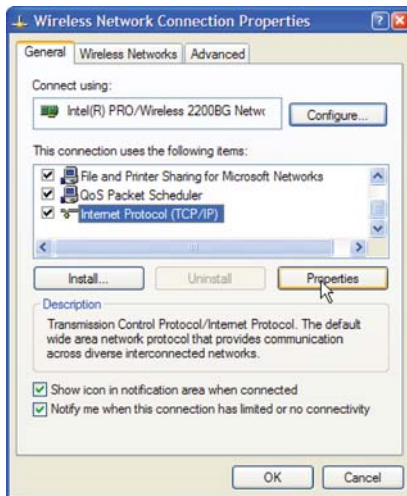 Wireless Network Connection Properties
General Wireless Networks Advanced
Connect using:
Intel(R) PRO/Wireless 2200BG Netwo
Configure...
This connection uses the following items:
File and Printer Sharing for Microsoft Networks
QoS Packet Scheduler
Internet Protocol (TCP/IP)
Install... Uninstall Properties
Description
Transmission Control Protocol/Internet Protocol. The default
wide area network protocol that provides communication
across diverse interconnected networks.
Show icon in notification area when connected
Notify me when this connection has limited or no connectivity
OK Cancel